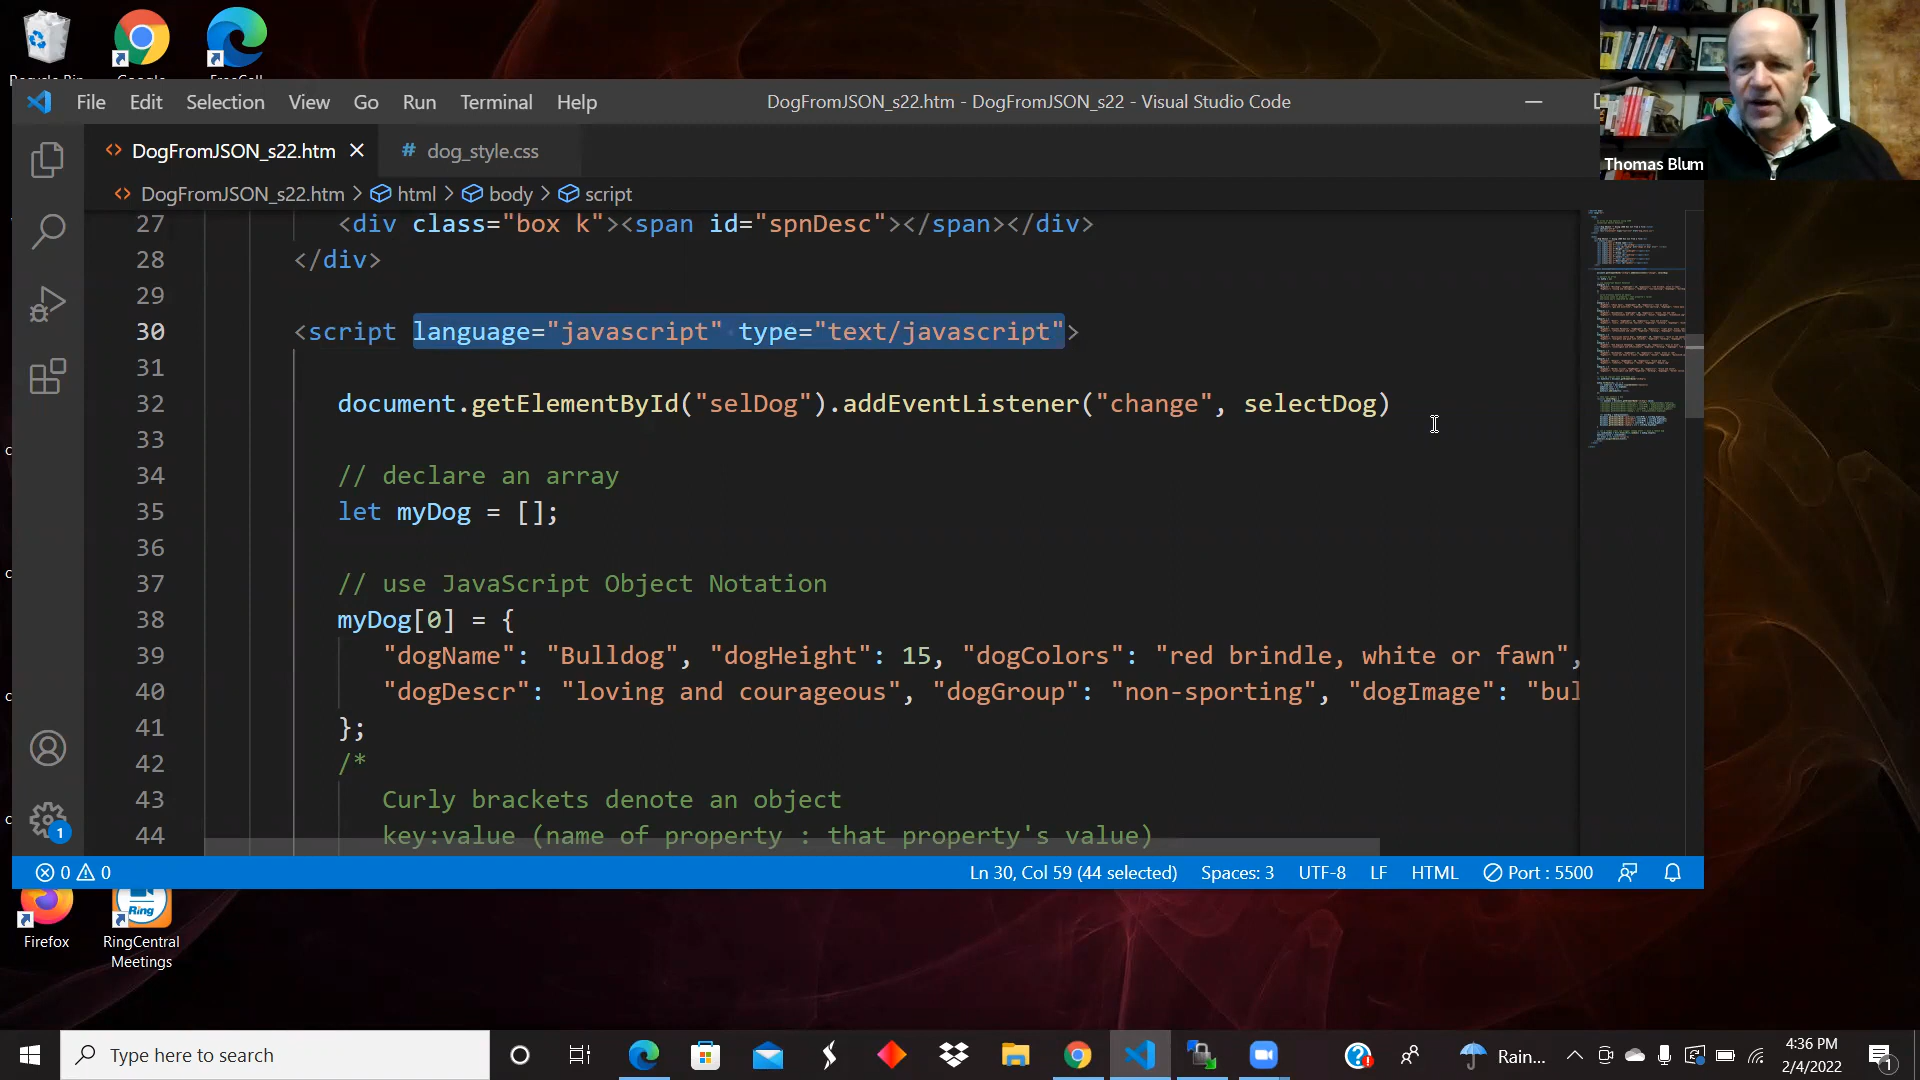 Thomas Blum
File Edit Selection View Go Run Terminal Help
DogFromJSON_s22.htm - DogFromJSON_s22 - Visual Studio Code
DogFromJSON_s22.htm
# dog_style.css
DogFromJSON_s22.htm > html > body > script
27 <div class="box k"><span id="spnDesc"></span></div>
28 </div>
29
30 <script language="javascript" type="text/javascript">
31
32 document.getElementById("selDog").addEventListener("change", selectDog)
33
34 // declare an array
35 let myDog = [];
36
37 // use JavaScript Object Notation
38 myDog[0] = {
39 "dogName": "Bulldog", "dogHeight": 15, "dogColors": "red brindle, white or fawn",
40 "dogDescr": "loving and courageous", "dogGroup": "non-sporting", "dogImage": "bul
41 };
42 /*
43 Curly brackets denote an object
44 key:value (name of property : that property's value)
1
0 0
Ln 30, Col 59 (44 selected)
Spaces: 3
UTF-8
LF
HTML
Port : 5500
Ring
Firefox
RingCentral
Meetings
Type here to search
Rain...
4:36 PM
2/4/2022
1